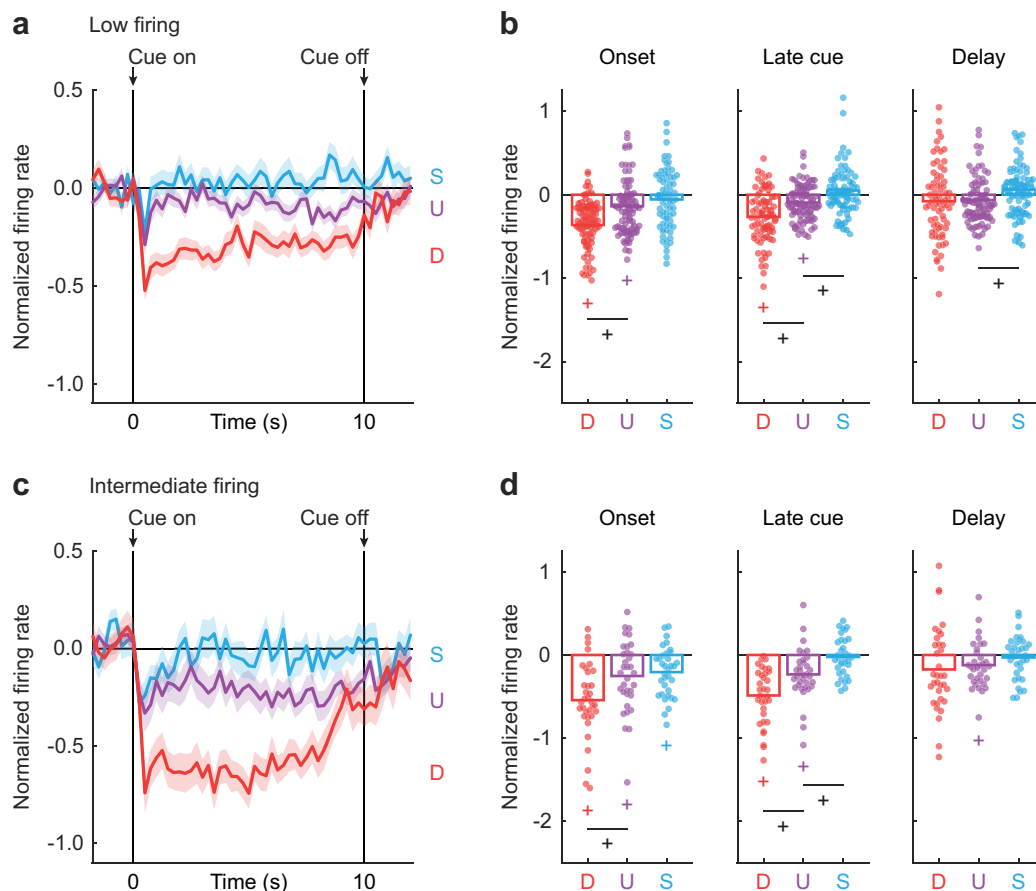 a
Low firing
Cue on
Cue off
0.5
0.0
-0.5
-1.0
Normalized firing rate
S
U
D
0
Time (s)
10
b
Onset
Late cue
Delay
Normalized firing rate
1
0
-1
-2
+
+
+
+
+
+
+
+
D U S
D U S
D U S
c
Intermediate firing
Cue on
Cue off
0.5
0.0
-0.5
-1.0
Normalized firing rate
S
U
D
0
Time (s)
10
d
Onset
Late cue
Delay
Normalized firing rate
1
0
-1
-2
+
+
+
+
+
+
+
+
+
D U S
D U S
D U S